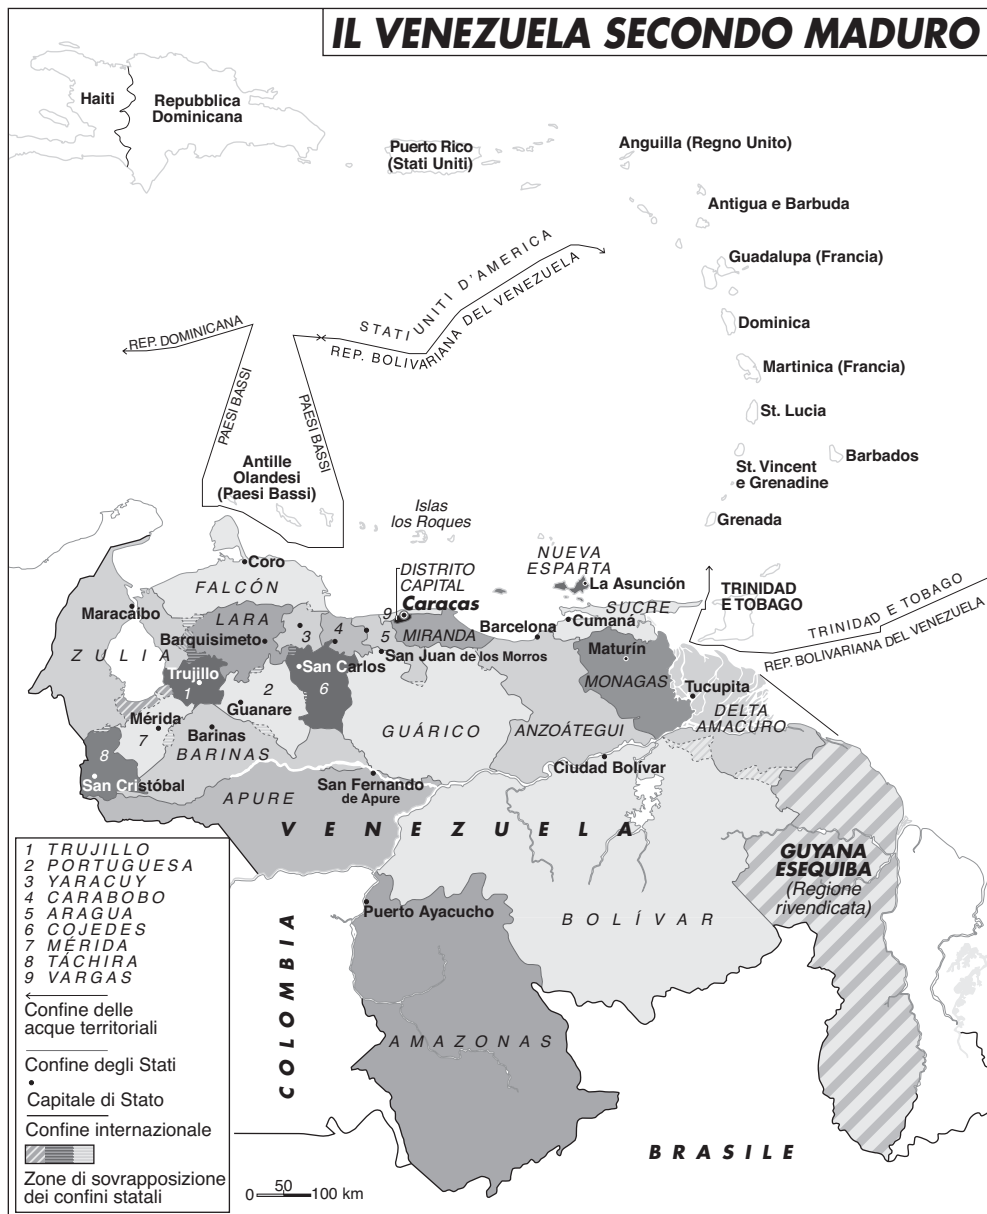 IL VENEZUELA SECONDO MADURO
Haiti
Repubblica
Dominicana
Puerto Rico
(Stati Uniti)
Anguilla (Regno Unito)
Antigua e Barbuda
Guadalupa (Francia)
Dominica
Martinica (Francia)
St. Lucia
Barbados
St. Vincent
e Grenadine
Grenada
STATI UNITI D'AMERICA
REP. BOLIVARIANA DEL VENEZUELA
REP. DOMINICANA
PAESI BASSI
PAESI BASSI
Antille
Olandesi
(Paesi Bassi)
Islas
los Roques
NUEVA
ESPARTA
La Asunción
DISTRITO
CAPITAL
Caracas
TRINIDAD
E TOBAGO
TRINIDAD E TOBAGO
REP. BOLIVARIANA DEL VENEZUELA
Coro
FALCÓN
Maracaibo
ZULIA
LARA
Barquisimeto
3
4
5
9
MIRANDA
Barcelona
SUCRE
Cumaná
Maturín
MONAGAS
Tucupita
DELTA
AMACURO
Trujillo
1
2
Guanare
San Carlos
6
San Juan de los Morros
GUÁRICO
ANZOÁTEGUI
Mérida
7
Barinas
BARINAS
8
San Cristóbal
APURE
San Fernando
de Apure
Ciudad Bolívar
VENEZUELA
GUYANA
ESEQUIBA
(Regione
rivendicata)
BOLÍVAR
Puerto Ayacucho
AMAZONAS
COLOMBIA
BRASILE
1 TRUJILLO
2 PORTUGUESA
3 YARACUY
4 CARABOBO
5 ARAGUA
6 COJEDES
7 MÉRIDA
8 TÁCHIRA
9 VARGAS
Confine delle
acque territoriali
Confine degli Stati
Capitale di Stato
Confine internazionale
Zone di sovrapposizione
dei confini statali
0 50 100 km